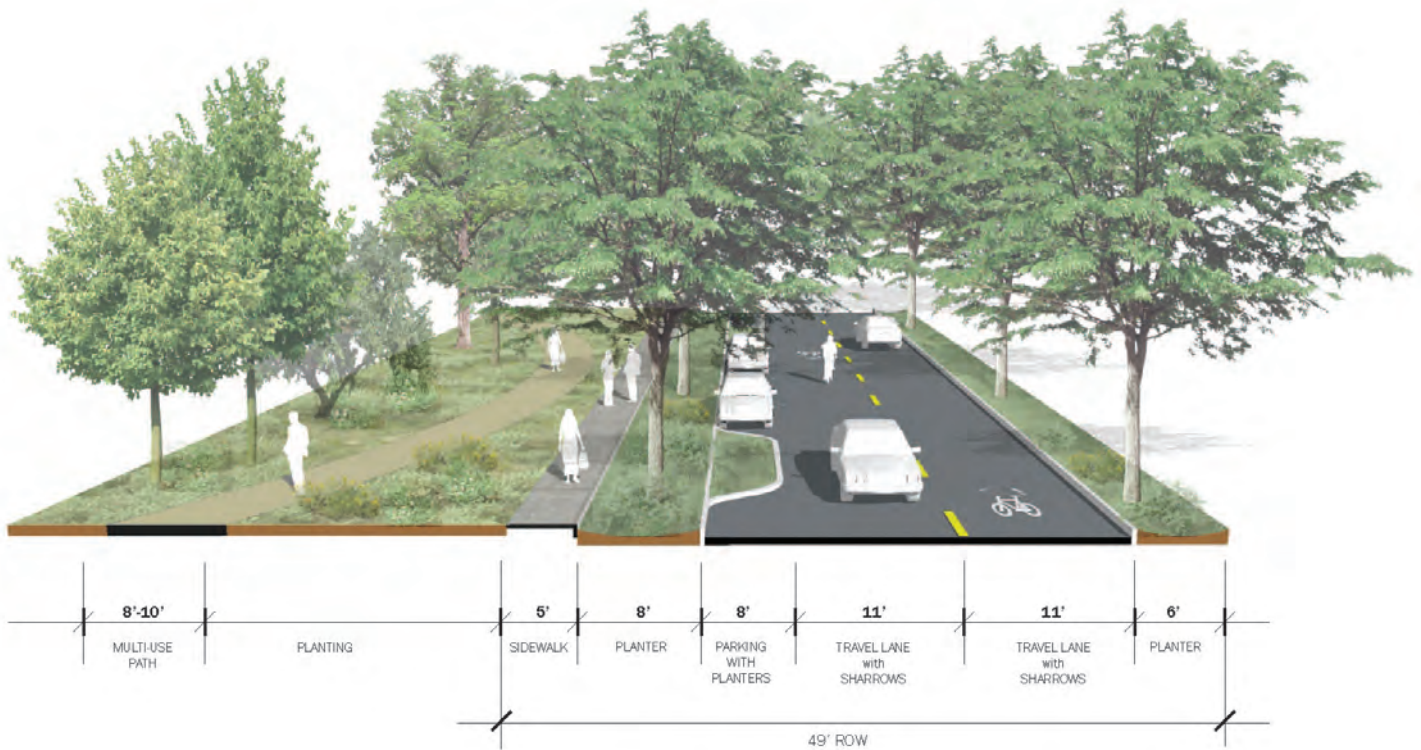 8'-10'
5'
8'
8'
11'
11'
6'
MULTI-USE
PATH
PLANTING
SIDEWALK
PLANTER
PARKING
WITH
PLANTERS
TRAVEL LANE
with
SHARROWS
TRAVEL LANE
with
SHARROWS
PLANTER
49' ROW